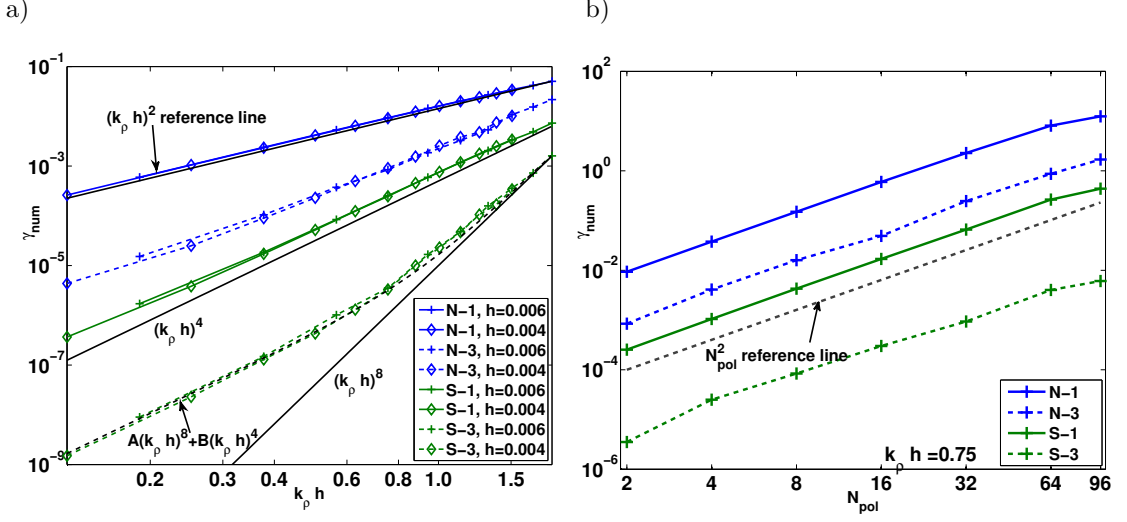 a)
b)
10^-1
10^-3
10^-5
10^-7
10^-9
γ_num
0.2
0.4
0.6
0.8
1.0
1.5
k_ρ h
(k_ρ h)^2 reference line
(k_ρ h)^4
(k_ρ h)^8
A(k_ρ h)^8+B(k_ρ h)^4
N−1, h=0.006
N−1, h=0.004
N−3, h=0.006
N−3, h=0.004
S−1, h=0.006
S−1, h=0.004
S−3, h=0.006
S−3, h=0.004
10^2
10^0
10^-2
10^-4
10^-6
γ_num
2
4
8
16
32
64
96
N_pol
N_pol^2 reference line
k_ρ h =0.75
N−1
N−3
S−1
S−3